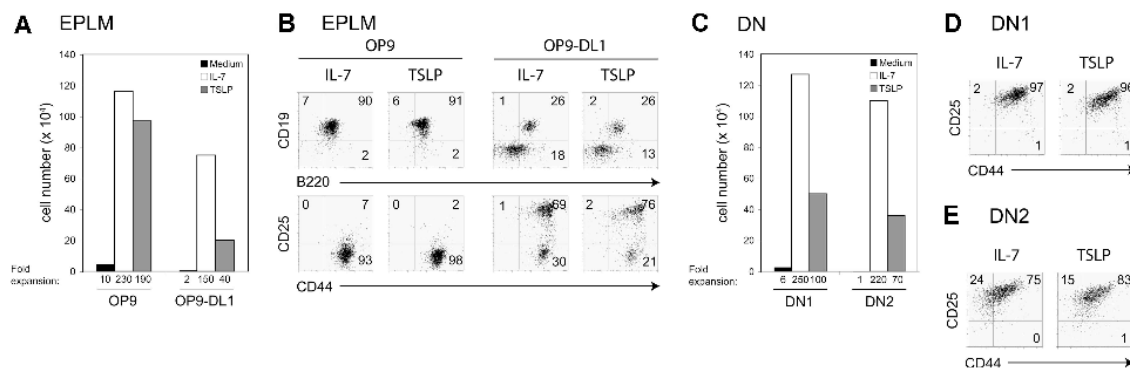 A EPLM
cell number (x 10⁴)
140
120
100
80
60
40
20
0
Medium
IL-7
TSLP
Fold expansion:
10 230 190
2 150 40
OP9 OP9-DL1
B EPLM
OP9 OP9-DL1
IL-7 TSLP IL-7 TSLP
CD19
7 90 6 91 1 26 2 26
2 2 18 13
B220
CD25
0 7 0 2 1 69 2 76
93 98 30 21
CD44
C DN
cell number (x 10⁴)
140
120
100
80
60
40
20
0
Medium
IL-7
TSLP
Fold expansion:
6 250 100
1 220 70
DN1 DN2
D DN1
IL-7 TSLP
CD25
2 97 2 96
1 1
CD44
E DN2
IL-7 TSLP
CD25
24 75 15 83
0 1
CD44